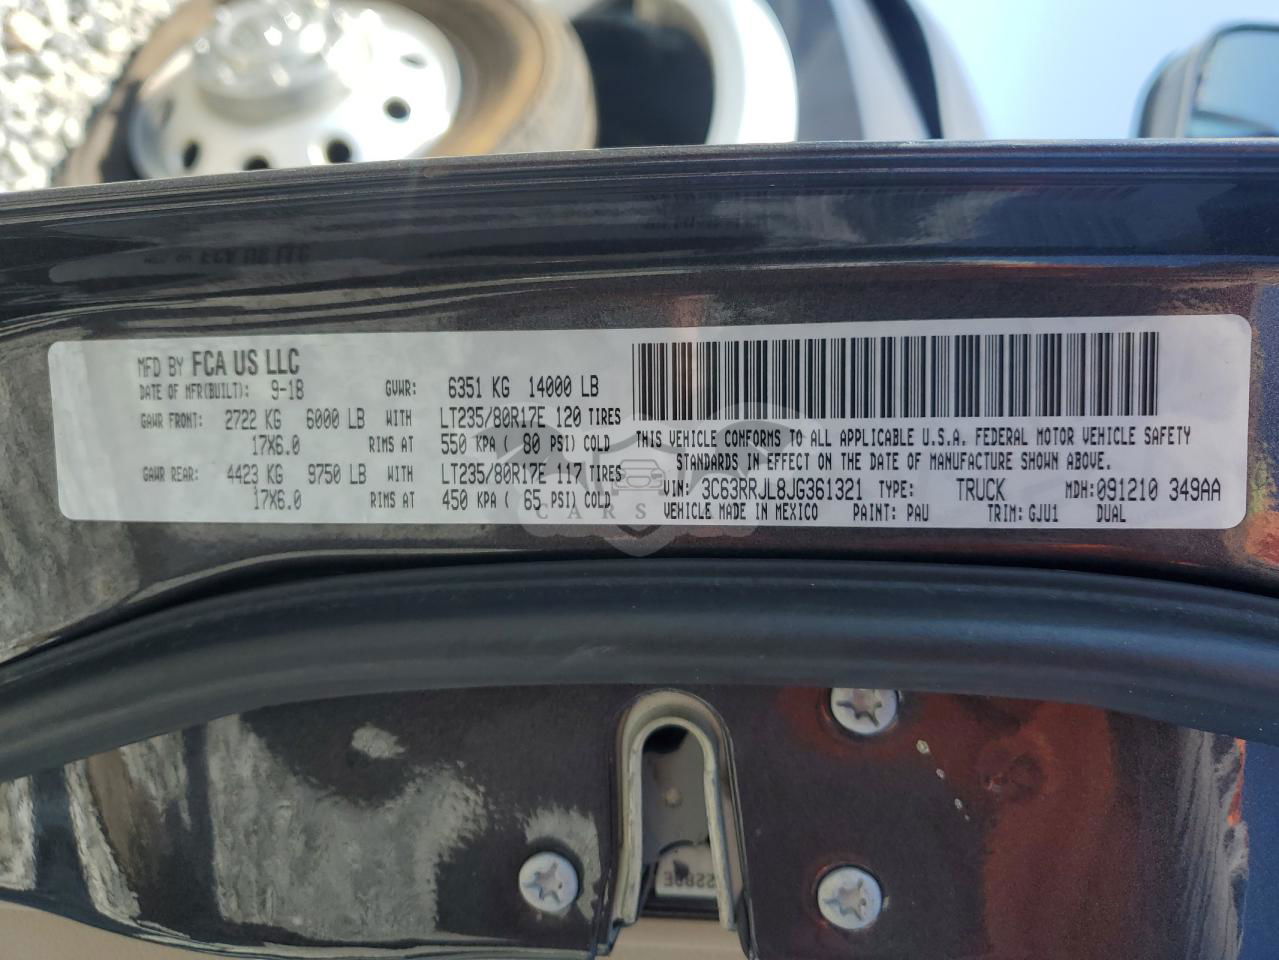 MFD BY FCA US LLC
DATE OF MFR(BUILT): 9-18 GVWR: 6351 KG 14000 LB
GAWR FRONT: 2722 KG 6000 LB WITH LT235/80R17E 120 TIRES
17X6.0 RIMS AT 550 KPA ( 80 PSI) COLD
GAWR REAR: 4423 KG 9750 LB WITH LT235/80R17E 117 TIRES
17X6.0 RIMS AT 450 KPA ( 65 PSI) COLD
THIS VEHICLE CONFORMS TO ALL APPLICABLE U.S.A. FEDERAL MOTOR VEHICLE SAFETY
STANDARDS IN EFFECT ON THE DATE OF MANUFACTURE SHOWN ABOVE.
VIN: 3C63RRJL8JG361321 TYPE: TRUCK MDH: 091210 349AA
VEHICLE MADE IN MEXICO PAINT: PAU TRIM: GJU1 DUAL